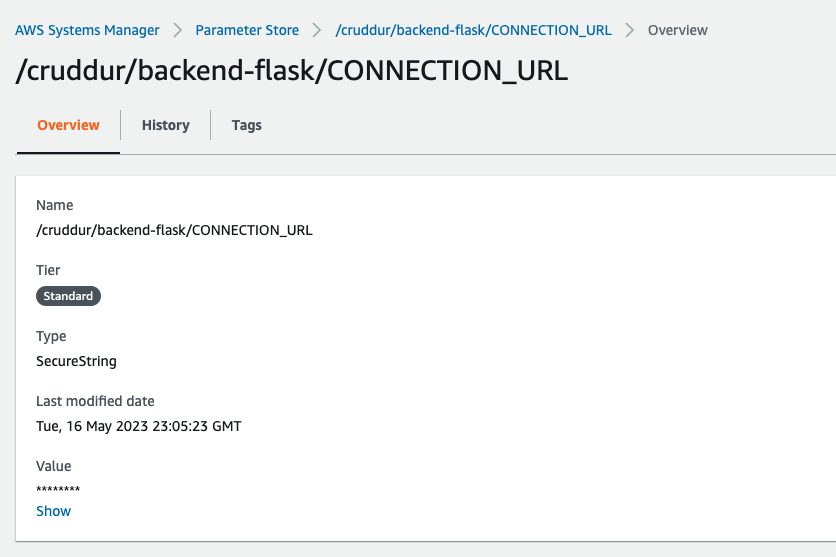 AWS Systems Manager > Parameter Store > /cruddur/backend-flask/CONNECTION_URL > Overview
/cruddur/backend-flask/CONNECTION_URL
Overview History Tags
Name
/cruddur/backend-flask/CONNECTION_URL
Tier
Standard
Type
SecureString
Last modified date
Tue, 16 May 2023 23:05:23 GMT
Value
********
Show